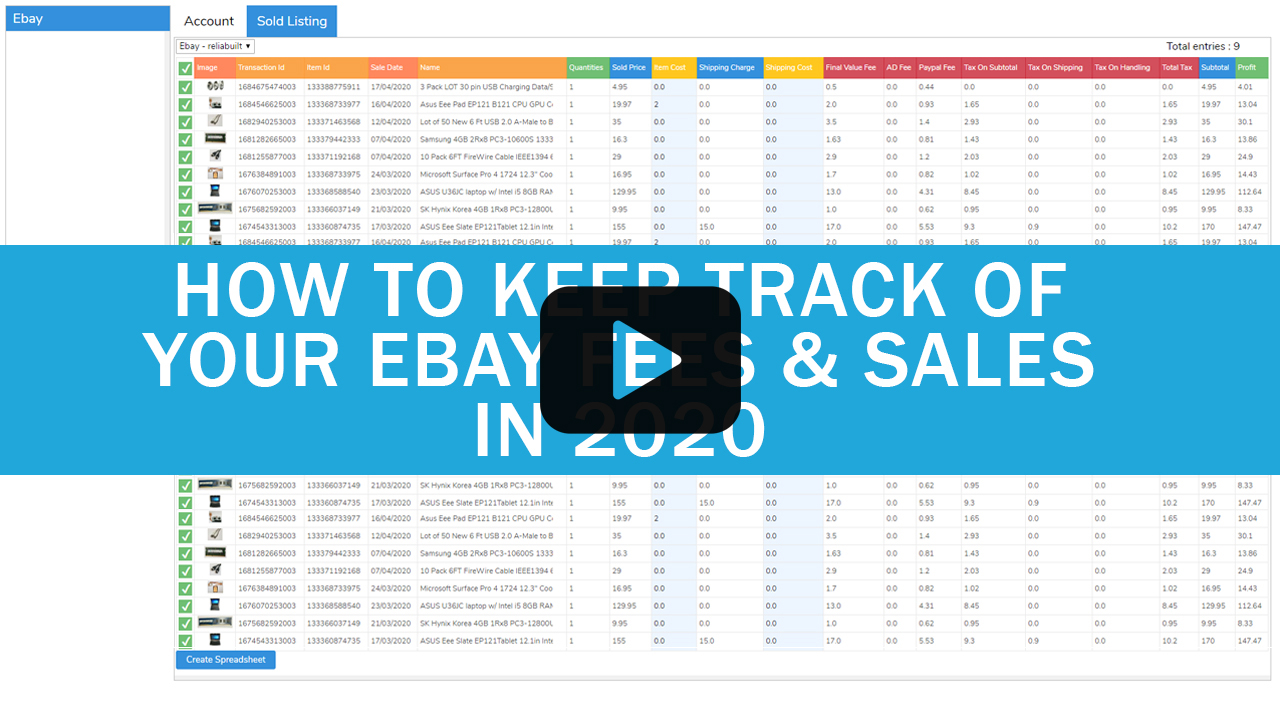 Ebay
Account Sold Listing
Ebay - reliabuilt
Total entries : 9
Image Transaction Id Item Id Sale Date Name Quantities Sold Price Item Cost Shipping Charge Shipping Cost Final Value Fee AD Fee Paypal Fee Tax On Subtotal Tax On Shipping Tax On Handling Total Tax Subtotal Profit
1684675474003 133388775911 17/04/2020 3 Pack LOT 30 pin USB Charging Data/S 1 4.95 0.0 0.0 0.0 0.5 0.0 0.44 0.0 0.0 0.0 0.0 4.95 4.01
1684546625003 133368733977 16/04/2020 Asus Eee Pad EP121 B121 CPU GPU C 1 19.97 2 0.0 0.0 2.0 0.0 0.93 1.65 0.0 0.0 1.65 19.97 13.04
1682940253003 133371463568 12/04/2020 Lot of 50 New 6 Ft USB 2.0 A-Male to B 1 35 0.0 0.0 0.0 3.5 0.0 1.4 2.93 0.0 0.0 2.93 35 30.1
1681282665003 133379442333 07/04/2020 Samsung 4GB 2Rx8 PC3-10600S 1333 1 16.3 0.0 0.0 0.0 1.63 0.0 0.81 1.43 0.0 0.0 1.43 16.3 13.86
1681255877003 133371192168 07/04/2020 10 Pack 6FT FireWire Cable IEEE1394 6 1 29 0.0 0.0 0.0 2.9 0.0 1.2 2.03 0.0 0.0 2.03 29 24.9
1676384891003 133368733975 24/03/2020 Microsoft Surface Pro 4 1724 12.3" Coo 1 16.95 0.0 0.0 0.0 1.7 0.0 0.82 1.02 0.0 0.0 1.02 16.95 14.43
1676070253003 133368588540 23/03/2020 ASUS U36JC laptop w/ Intel i5 8GB RAM 1 129.95 0.0 0.0 0.0 13.0 0.0 4.31 8.45 0.0 0.0 8.45 129.95 112.64
1675682592003 133366037149 21/03/2020 SK Hynix Korea 4GB 1Rx8 PC3-12800U 1 9.95 0.0 0.0 0.0 1.0 0.0 0.62 0.95 0.0 0.0 0.95 9.95 8.33
1674543313003 133360874735 17/03/2020 ASUS Eee Slate EP121Tablet 12.1in Inte 1 155 0.0 15.0 0.0 17.0 0.0 5.53 9.3 0.9 0.0 10.2 170 147.47
1684546625003 133368733977 16/04/2020 Asus Eee Pad EP121 B121 CPU GPU C 1 19.97 2 0.0 0.0 2.0 0.0 0.93 1.65 0.0 0.0 1.65 19.97 13.04
HOW TO KEEP TRACK OF
YOUR EBAY FEES & SALES
IN 2020
1675682592003 133366037149 21/03/2020 SK Hynix Korea 4GB 1Rx8 PC3-12800U 1 9.95 0.0 0.0 0.0 1.0 0.0 0.62 0.95 0.0 0.0 0.95 9.95 8.33
1674543313003 133360874735 17/03/2020 ASUS Eee Slate EP121Tablet 12.1in Inte 1 155 0.0 15.0 0.0 17.0 0.0 5.53 9.3 0.9 0.0 10.2 170 147.47
1684546625003 133368733977 16/04/2020 Asus Eee Pad EP121 B121 CPU GPU C 1 19.97 2 0.0 0.0 2.0 0.0 0.93 1.65 0.0 0.0 1.65 19.97 13.04
1682940253003 133371463568 12/04/2020 Lot of 50 New 6 Ft USB 2.0 A-Male to B 1 35 0.0 0.0 0.0 3.5 0.0 1.4 2.93 0.0 0.0 2.93 35 30.1
1681282665003 133379442333 07/04/2020 Samsung 4GB 2Rx8 PC3-10600S 1333 1 16.3 0.0 0.0 0.0 1.63 0.0 0.81 1.43 0.0 0.0 1.43 16.3 13.86
1681255877003 133371192168 07/04/2020 10 Pack 6FT FireWire Cable IEEE1394 6 1 29 0.0 0.0 0.0 2.9 0.0 1.2 2.03 0.0 0.0 2.03 29 24.9
1676384891003 133368733975 24/03/2020 Microsoft Surface Pro 4 1724 12.3" Coo 1 16.95 0.0 0.0 0.0 1.7 0.0 0.82 1.02 0.0 0.0 1.02 16.95 14.43
1676070253003 133368588540 23/03/2020 ASUS U36JC laptop w/ Intel i5 8GB RAM 1 129.95 0.0 0.0 0.0 13.0 0.0 4.31 8.45 0.0 0.0 8.45 129.95 112.64
1675682592003 133366037149 21/03/2020 SK Hynix Korea 4GB 1Rx8 PC3-12800U 1 9.95 0.0 0.0 0.0 1.0 0.0 0.62 0.95 0.0 0.0 0.95 9.95 8.33
1674543313003 133360874735 17/03/2020 ASUS Eee Slate EP121Tablet 12.1in Inte 1 155 0.0 15.0 0.0 17.0 0.0 5.53 9.3 0.9 0.0 10.2 170 147.47
Create Spreadsheet